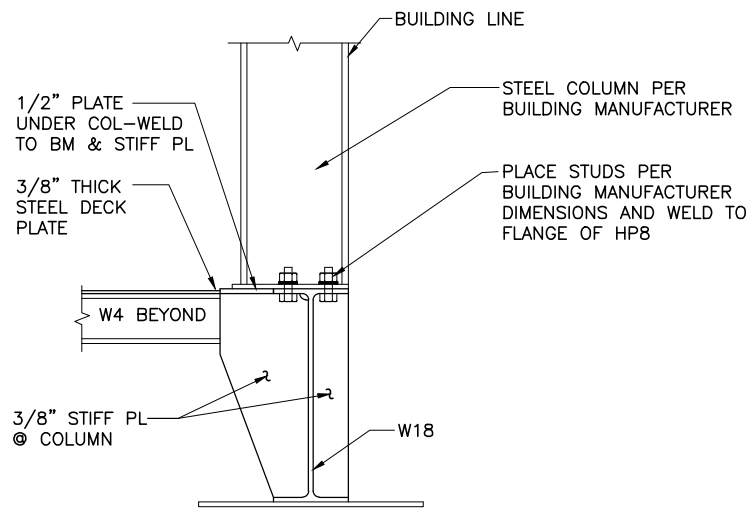 BUILDING LINE
STEEL COLUMN PER
BUILDING MANUFACTURER
1/2" PLATE
UNDER COL-WELD
TO BM & STIFF PL
PLACE STUDS PER
BUILDING MANUFACTURER
DIMENSIONS AND WELD TO
FLANGE OF HP8
3/8" THICK
STEEL DECK
PLATE
W4 BEYOND
3/8" STIFF PL
@ COLUMN
W18